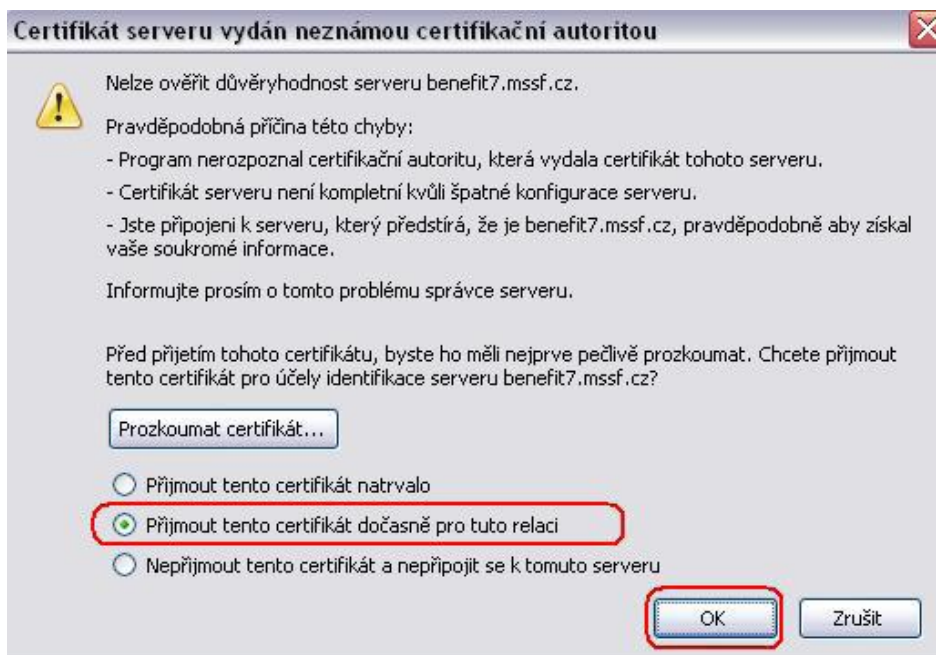 Certifikát serveru vydán neznámou certifikační autoritou
Nelze ověřit důvěryhodnost serveru benefit7.mssf.cz.
Pravděpodobná příčina této chyby:
- Program nerozpoznal certifikační autoritu, která vydala certifikát tohoto serveru.
- Certifikát serveru není kompletní kvůli špatné konfigurace serveru.
- Jste připojeni k serveru, který předstírá, že je benefit7.mssf.cz, pravděpodobně aby získal
vaše soukromé informace.
Informujte prosím o tomto problému správce serveru.
Před přijetím tohoto certifikátu, byste ho měli nejprve pečlivě prozkoumat. Chcete přijmout
tento certifikát pro účely identifikace serveru benefit7.mssf.cz?
Prozkoumat certifikát...
Přijmout tento certifikát natrvalo
Přijmout tento certifikát dočasně pro tuto relaci
Nepřijmout tento certifikát a nepřipojit se k tomuto serveru
OK Zrušit